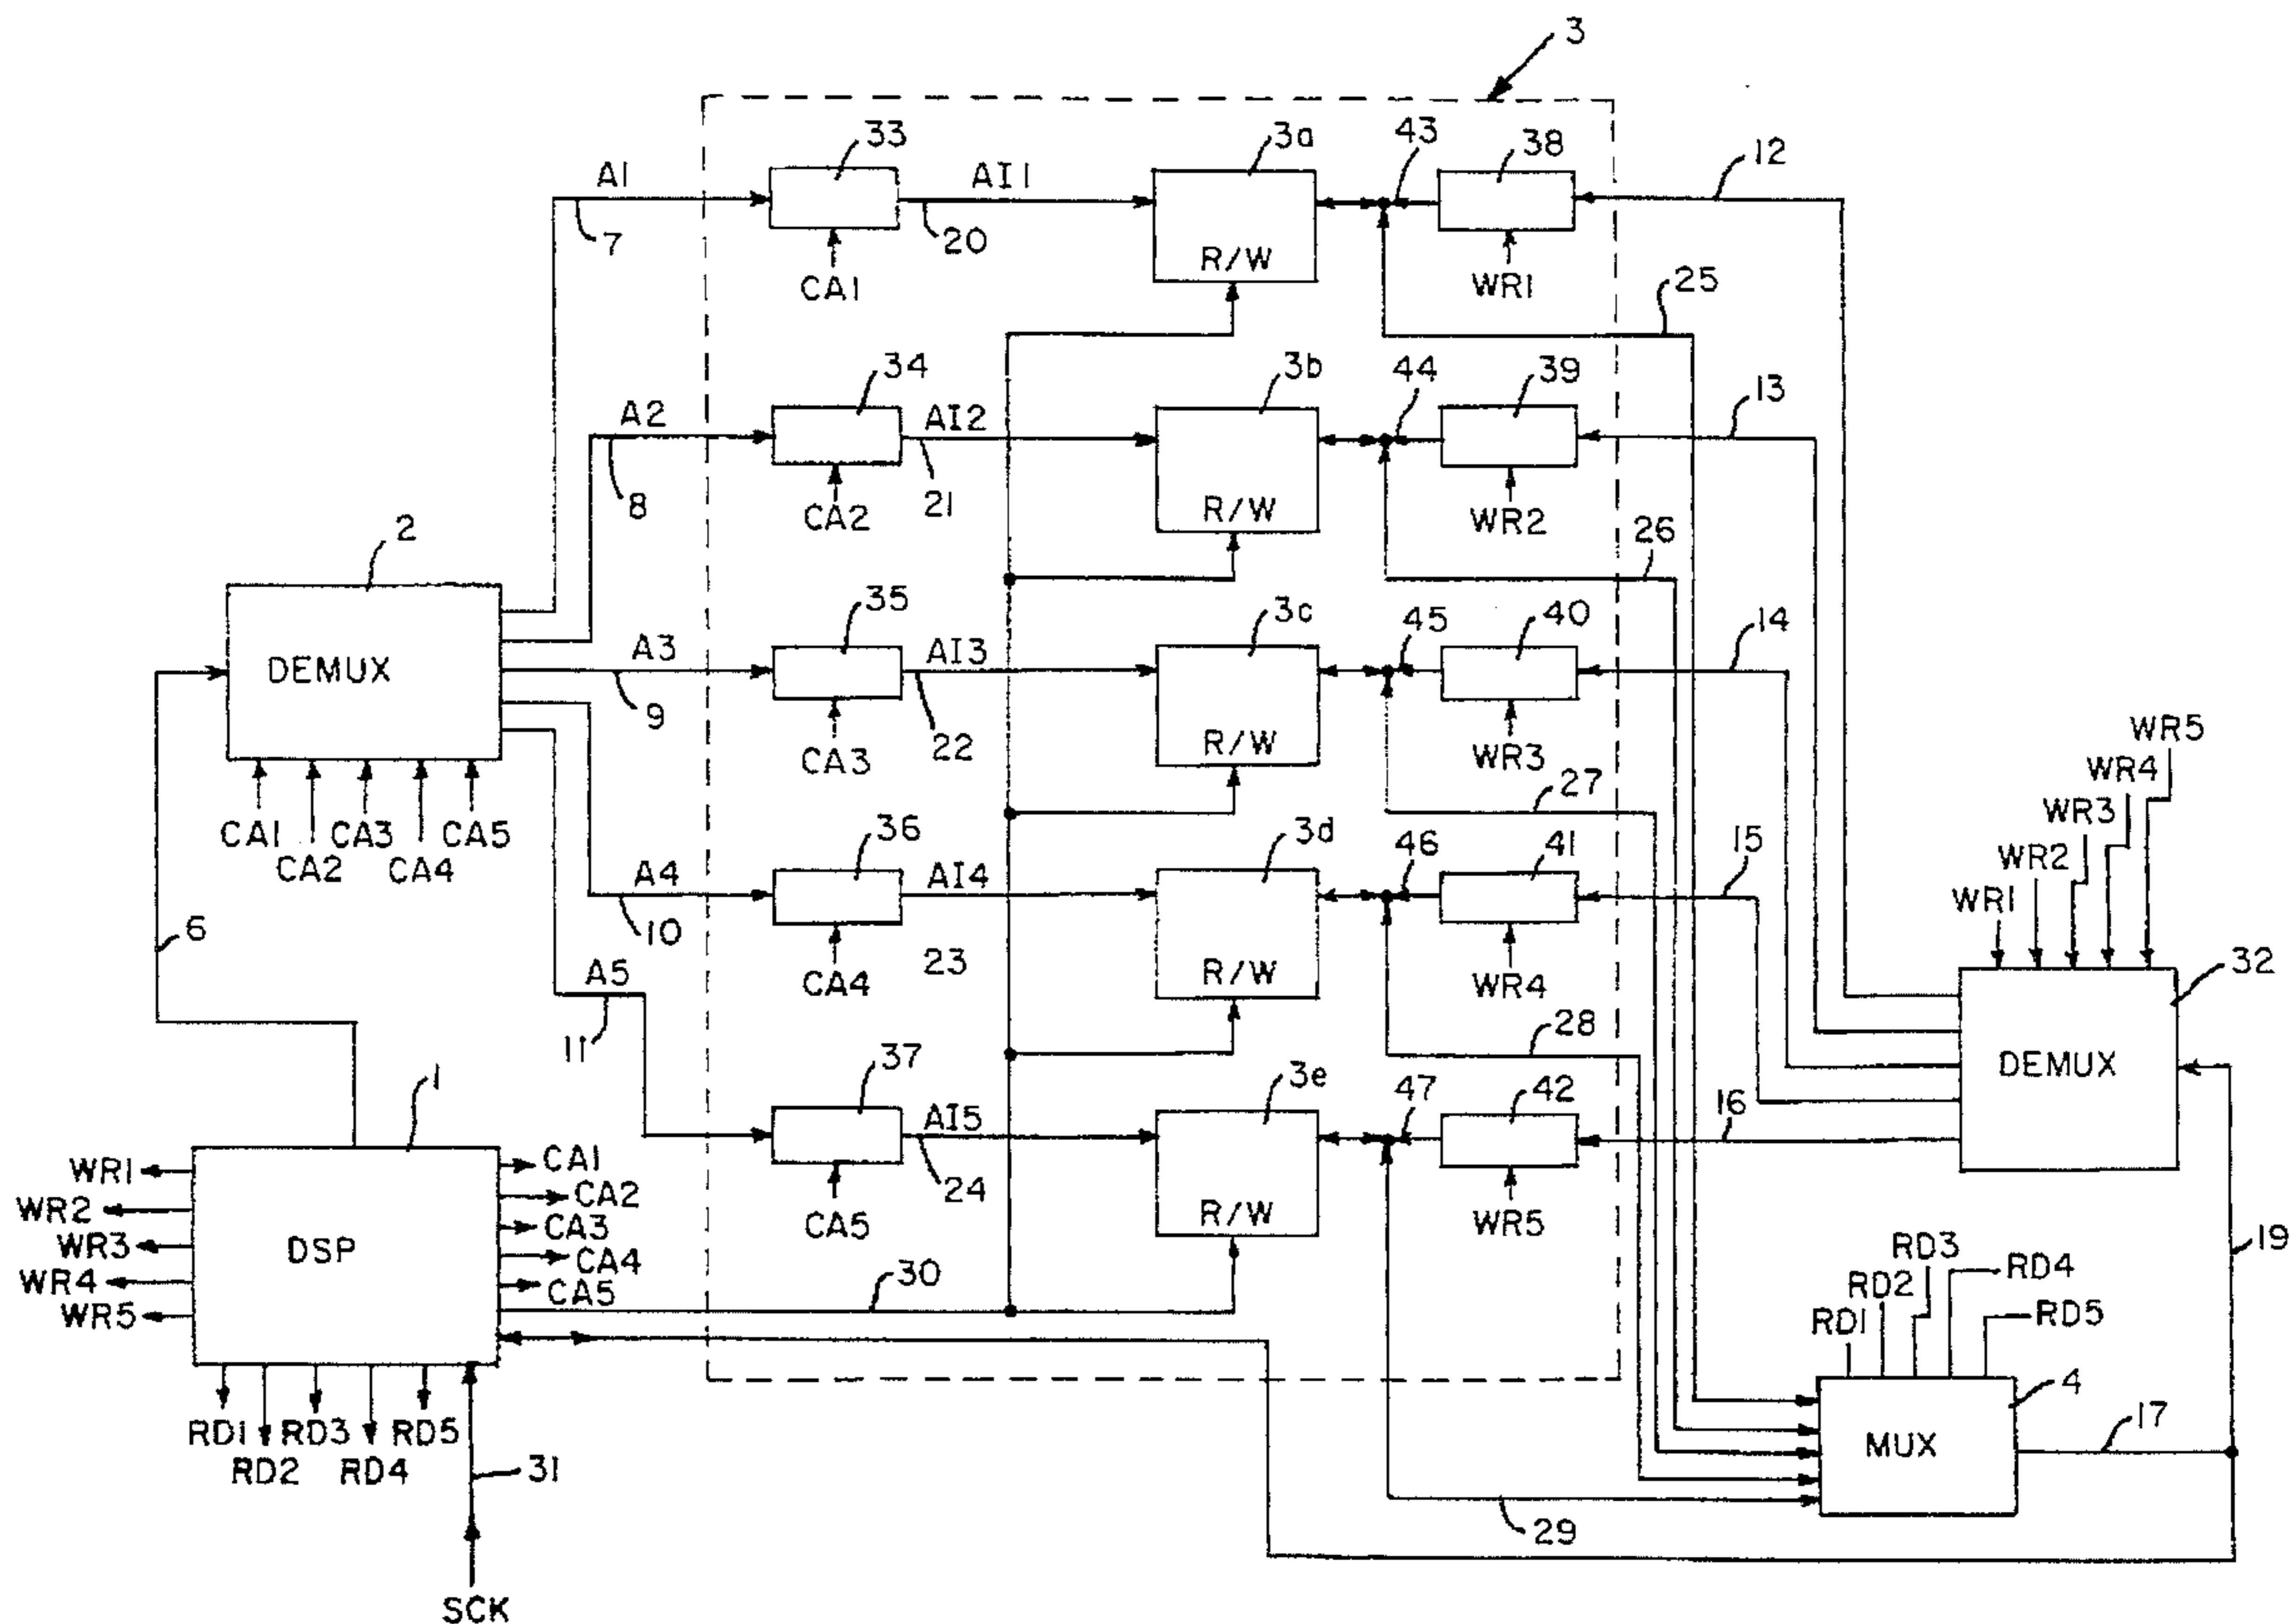 3
33
3a
43
38
12
A1
AI1
7
20
R/W
CA1
WR1
25
34
3b
44
39
13
A2
AI2
8
21
R/W
CA2
WR2
26
2
35
3c
45
40
14
DEMUX
A3
AI3
9
22
R/W
CA3
WR3
CA1 CA3 CA5
CA2 CA4
27
WR5
WR4
WR3
WR2
WR1
36
3d
46
41
15
A4
AI4
6
10
23
R/W
CA4
WR4
32
A5
11
28
DEMUX
1
37
3e
47
42
16
AI5
24
R/W
CA5
WR5
WR1
WR2
WR3
WR4
WR5
DSP
CA1
CA2
CA3
CA4
CA5
30
19
RD3
RD4
RD2
RD5
RD1
4
MUX
17
29
RD1 RD3 RD5
RD2 RD4
31
SCK